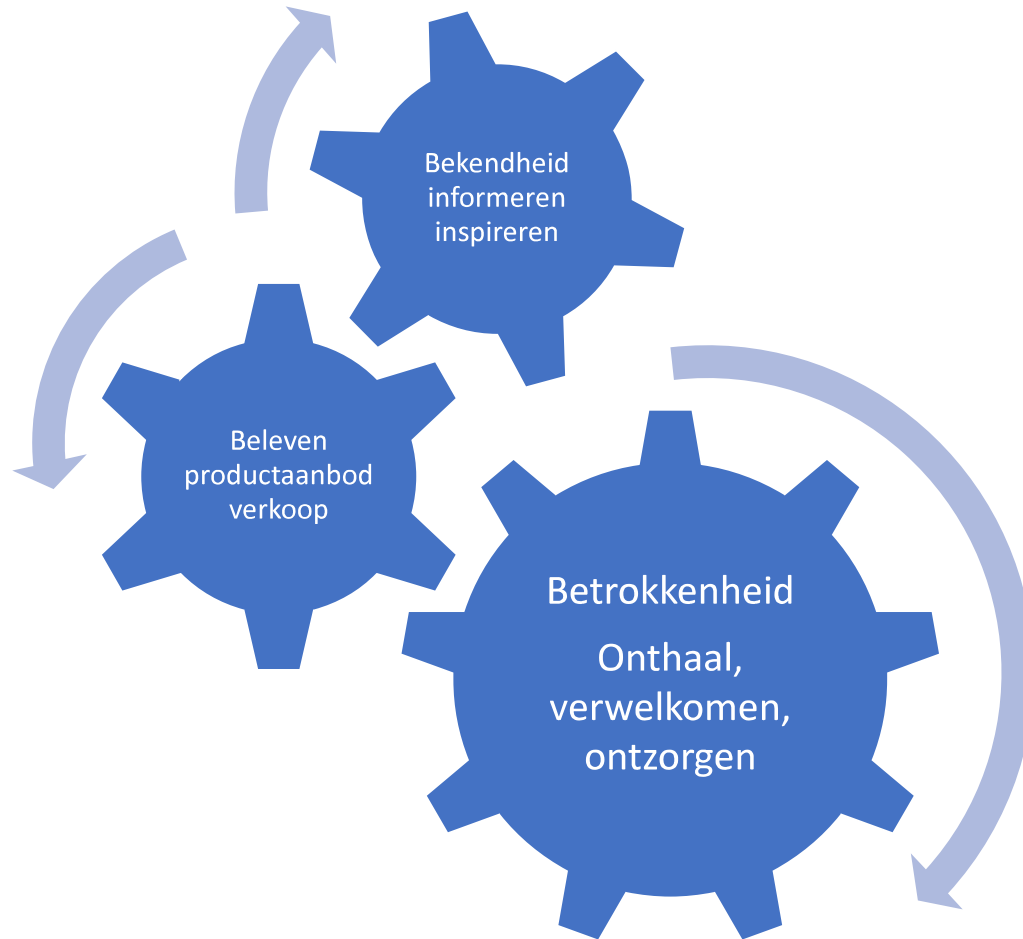 Bekendheid
informeren
inspireren
Beleven
productaanbod
verkoop
Betrokkenheid
Onthaal,
verwelkomen,
ontzorgen